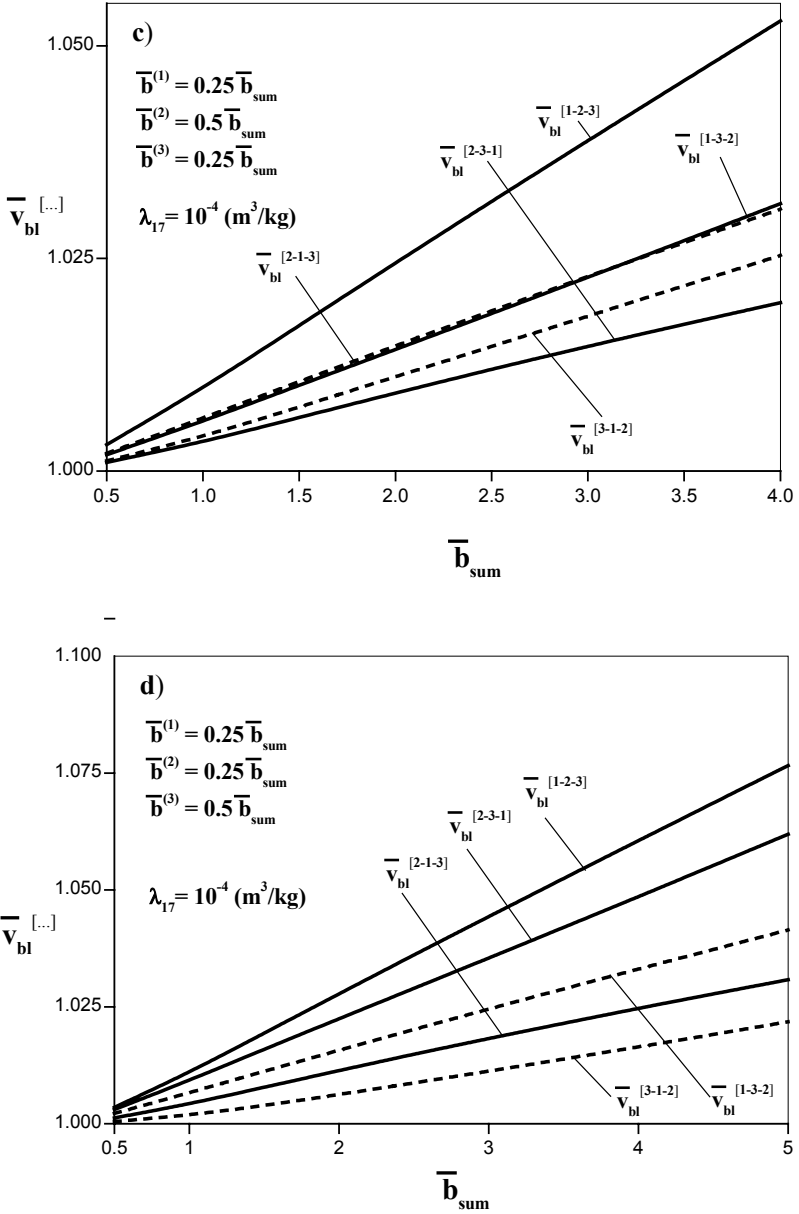 1.050
c)
b̅⁽¹⁾ = 0.25 b̅sum
b̅⁽²⁾ = 0.5 b̅sum
b̅⁽³⁾ = 0.25 b̅sum
λ₁₇= 10⁻⁴ (m³/kg)
v̅bl [1-2-3]
v̅bl [2-3-1]
v̅bl [1-3-2]
v̅bl [...]
1.025
v̅bl [2-1-3]
v̅bl [3-1-2]
1.000
0.5 1.0 1.5 2.0 2.5 3.0 3.5 4.0
b̅sum
1.100
d)
b̅⁽¹⁾ = 0.25 b̅sum
b̅⁽²⁾ = 0.25 b̅sum
b̅⁽³⁾ = 0.5 b̅sum
1.075
v̅bl [1-2-3]
v̅bl [2-3-1]
v̅bl [2-1-3]
λ₁₇= 10⁻⁴ (m³/kg)
1.050
v̅bl [...]
1.025
v̅bl [3-1-2]
v̅bl [1-3-2]
1.000
0.5 1 2 3 4 5
b̅sum